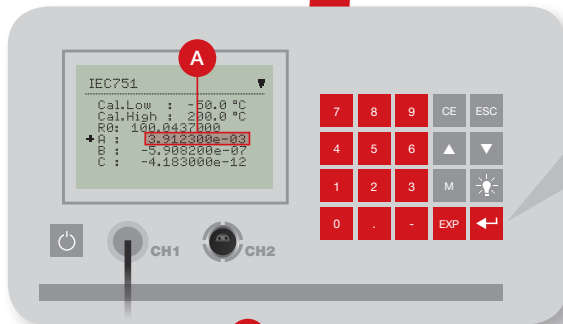 A
IEC751
Cal.Low : -50.0 °C
Cal.High : 200.0 °C
R0: 100.0437000
A : 3.912300e-03
B : -5.908200e-07
C : -4.183000e-12
7 8 9 CE ESC
4 5 6
1 2 3 M
0 . - EXP
CH1 CH2